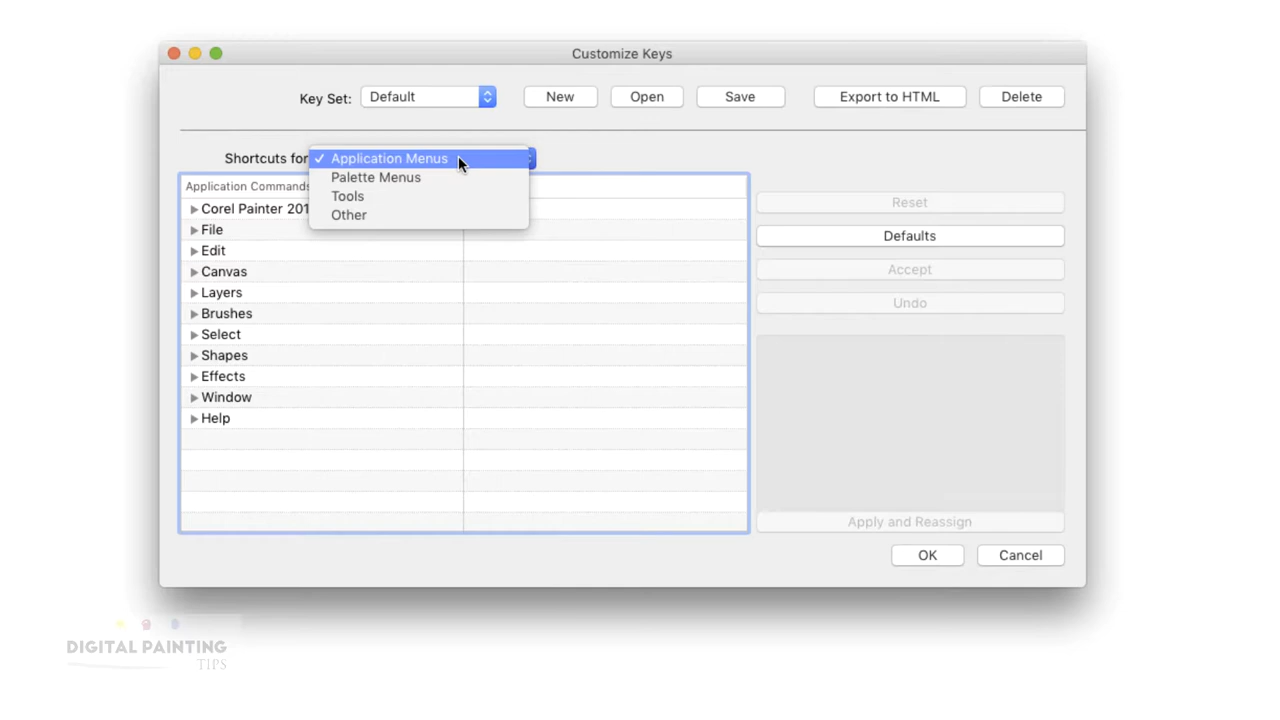 Customize Keys
Key Set: Default New Open Save Export to HTML Delete
Shortcuts for ✓ Application Menus
Palette Menus
Tools
Other
Application Commands
Corel Painter 201
File
Edit
Canvas
Layers
Brushes
Select
Shapes
Effects
Window
Help
Reset
Defaults
Accept
Undo
Apply and Reassign
OK Cancel
DIGITAL PAINTING
TIPS